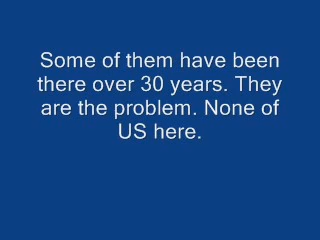 Some of them have been
there over 30 years. They
are the problem. None of
US here.